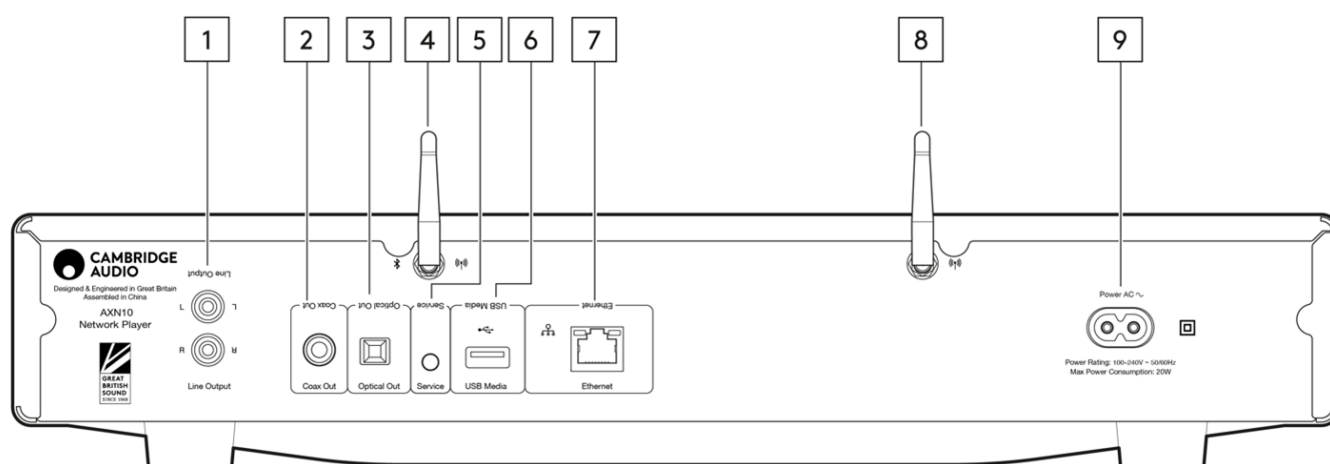 1 2 3 4 5 6 7 8 9
CAMBRIDGE
AUDIO
Designed & Engineered in Great Britain
Assembled in China
AXN10
Network Player
GREAT
BRITISH
SOUND
SINCE 1968
Line Output
L L
R R
Line Output
Coax Out
Coax Out
Optical Out
Optical Out
Service
Service
USB Media
USB Media
Ethernet
Ethernet
Power AC ~
Power Rating: 100-240V ~ 50/60Hz
Max Power Consumption: 20W